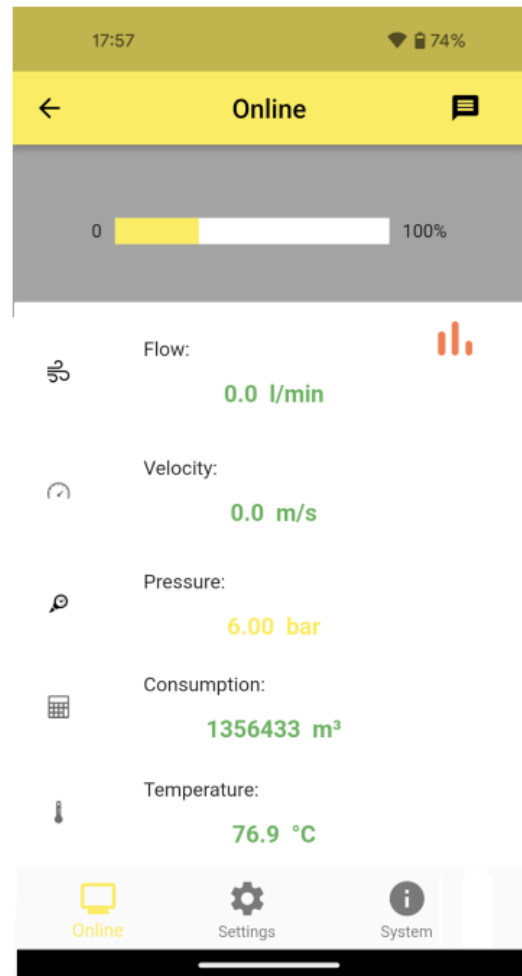 17:57 74%
Online
0 100%
Flow:
0.0 l/min
Velocity:
0.0 m/s
Pressure:
6.00 bar
Consumption:
1356433 m³
Temperature:
76.9 °C
Online Settings System